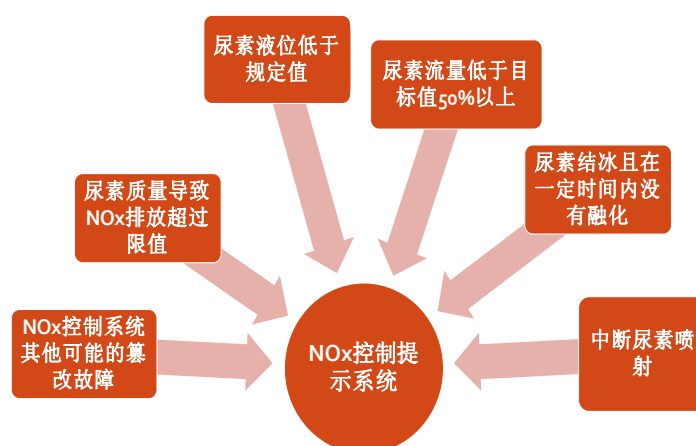 尿素液位低于
规定值
尿素流量低于目
标值50%以上
尿素质量导致
NOx排放超过
限值
尿素结冰且在
一定时间内没
有融化
NOx控制系统
其他可能的篡
改故障
中断尿素喷
射
NOx控制提
示系统